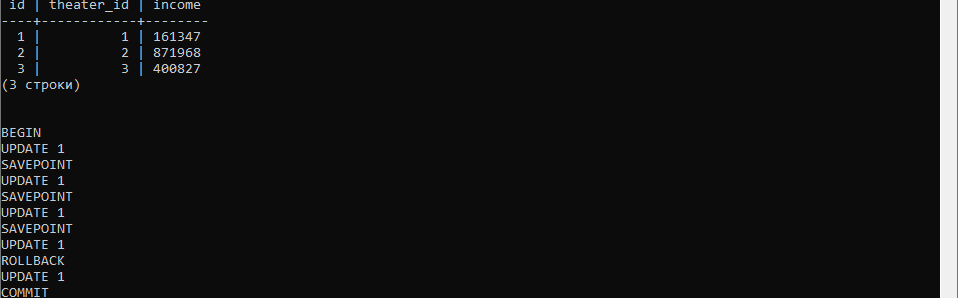 id | theater_id | income
----+------------+--------
1 | 1 | 161347
2 | 2 | 871968
3 | 3 | 400827
(3 строки)
BEGIN
UPDATE 1
SAVEPOINT
UPDATE 1
SAVEPOINT
UPDATE 1
SAVEPOINT
UPDATE 1
ROLLBACK
UPDATE 1
COMMIT